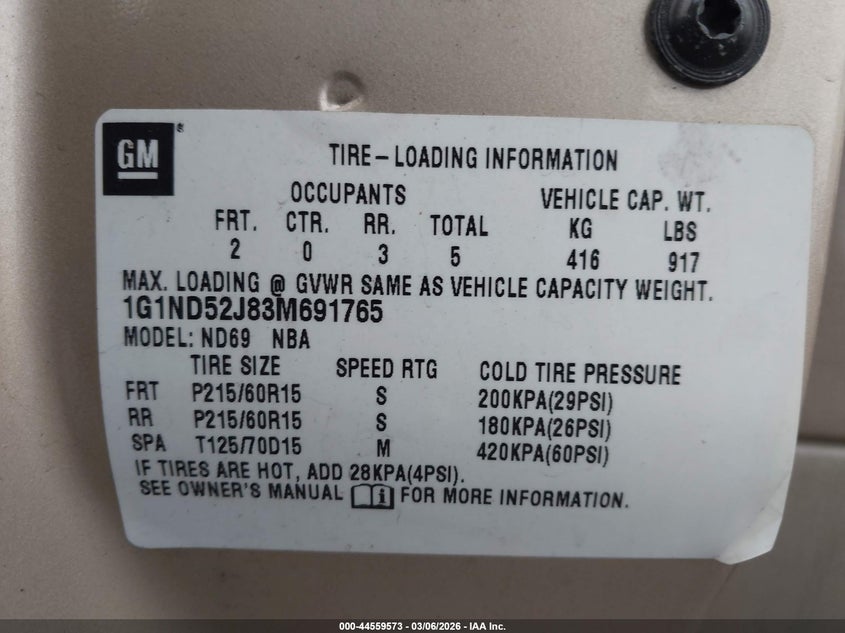 GM®
TIRE-LOADING INFORMATION
OCCUPANTS VEHICLE CAP. WT.
FRT. CTR. RR. TOTAL KG LBS
2 0 3 5 416 917
MAX. LOADING @ GVWR SAME AS VEHICLE CAPACITY WEIGHT.
1G1ND52J83M691765
MODEL: ND69 NBA
TIRE SIZE SPEED RTG COLD TIRE PRESSURE
FRT P215/60R15 S 200KPA(29PSI)
RR P215/60R15 S 180KPA(26PSI)
SPA T125/70D15 M 420KPA(60PSI)
IF TIRES ARE HOT, ADD 28KPA(4PSI).
SEE OWNER'S MANUAL i FOR MORE INFORMATION.
000-44559573 - 03/06/2026 - IAA Inc.